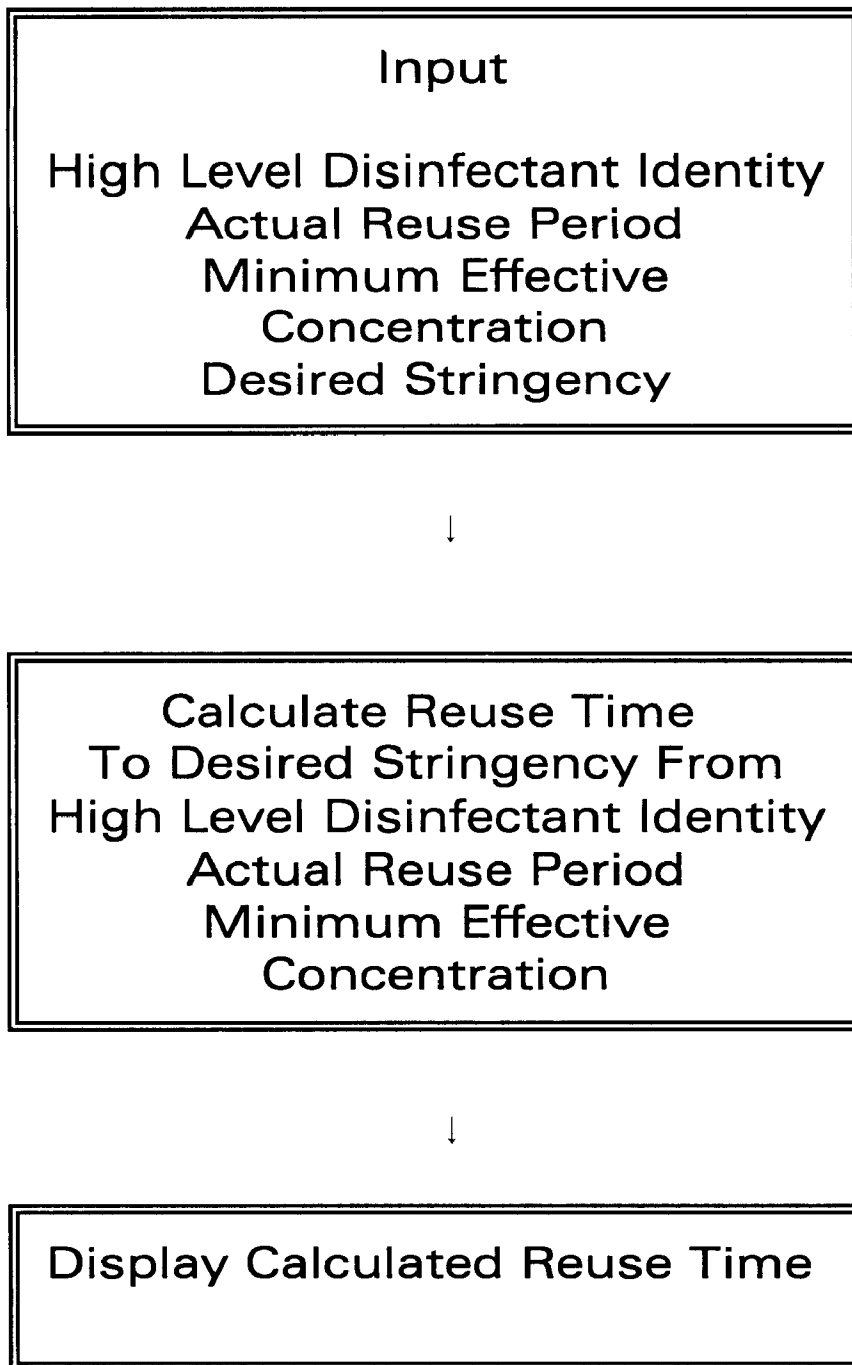 Input
High Level Disinfectant Identity
Actual Reuse Period
Minimum Effective
Concentration
Desired Stringency
↓
Calculate Reuse Time
To Desired Stringency From
High Level Disinfectant Identity
Actual Reuse Period
Minimum Effective
Concentration
↓
Display Calculated Reuse Time